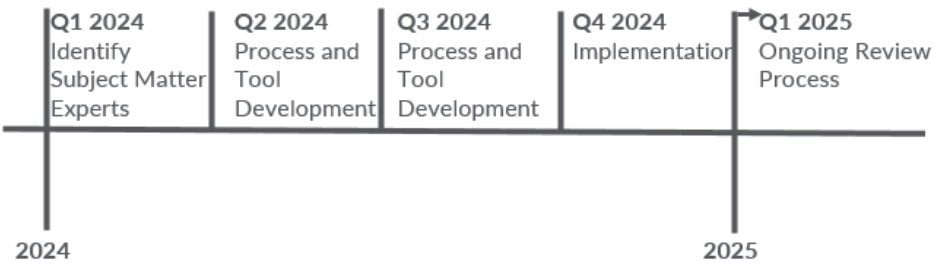 Q1 2024
Identify
Subject Matter
Experts
Q2 2024
Process and
Tool
Development
Q3 2024
Process and
Tool
Development
Q4 2024
Implementation
Q1 2025
Ongoing Review
Process
2024
2025